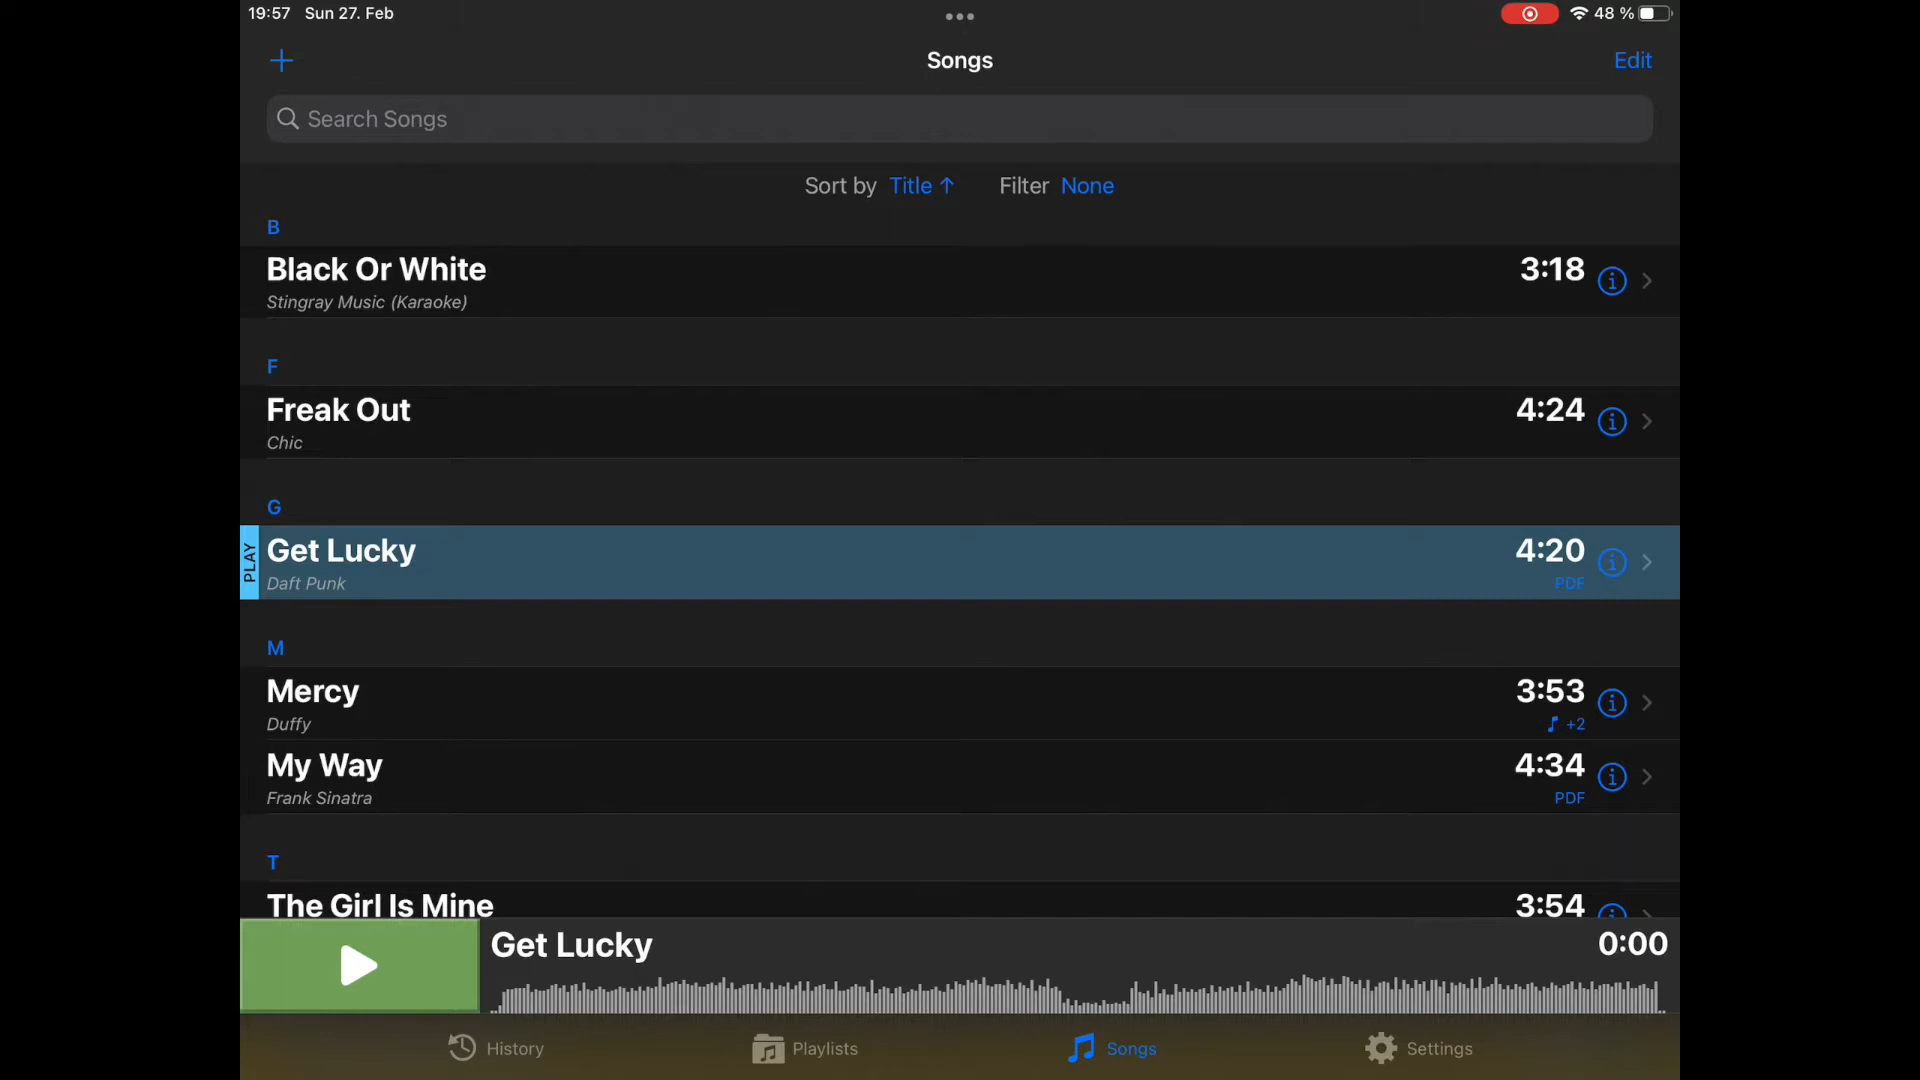 19:57 Sun 27. Feb
48 %
Songs
Edit
Search Songs
Sort by Title ↑ Filter None
B
Black Or White 3:18
Stingray Music (Karaoke)
F
Freak Out 4:24
Chic
G
PLAY
Get Lucky 4:20
Daft Punk PDF
M
Mercy 3:53
Duffy +2
My Way 4:34
Frank Sinatra PDF
T
The Girl Is Mine 3:54
Get Lucky 0:00
History Playlists Songs Settings